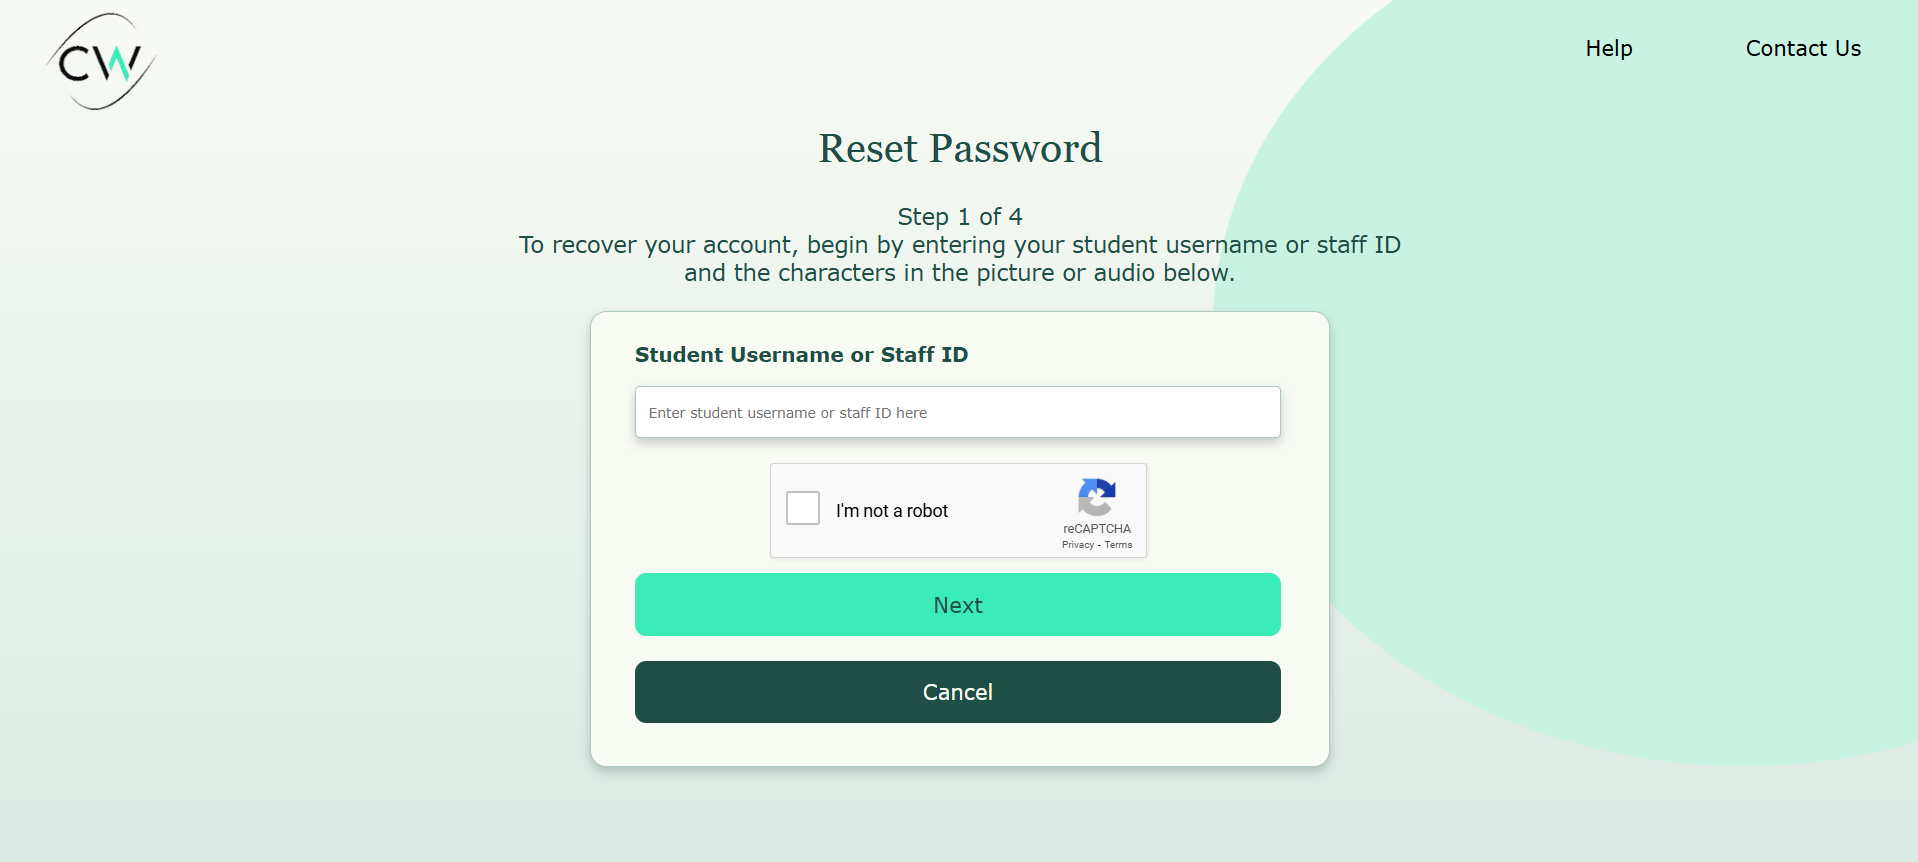 CW
Help
Contact Us
Reset Password
Step 1 of 4
To recover your account, begin by entering your student username or staff ID
and the characters in the picture or audio below.
Student Username or Staff ID
Enter student username or staff ID here
I'm not a robot
reCAPTCHA
Privacy - Terms
Next
Cancel